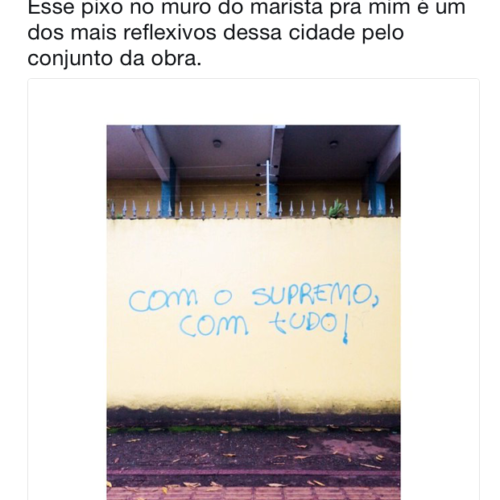 Esse pixo no muro do marista pra mim é um
dos mais reflexivos dessa cidade pelo
conjunto da obra.
COM O SUPREMO,
COM tUDO!